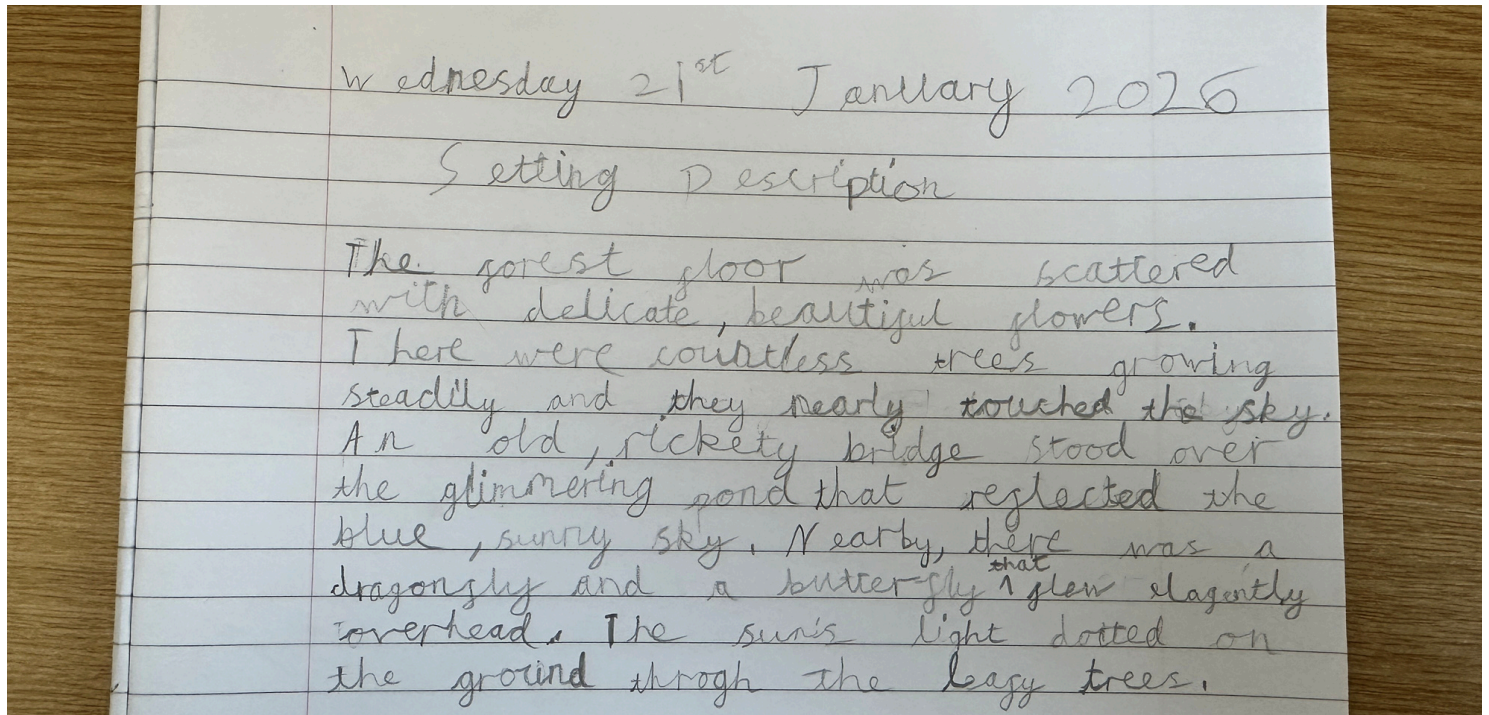 Wednesday 21st January 2026
Setting Description
The forest floor was scattered
with delicate, beautiful flowers.
There were countless trees growing
steadily and they nearly touched the sky.
An old, rickety bridge stood over
the glimmering pond that reflected the
blue, sunny sky. Nearby, there was a
dragonfly and a butterfly ^that flew elagently
overhead. The sun's light dotted on
the ground throgh the leafy trees.